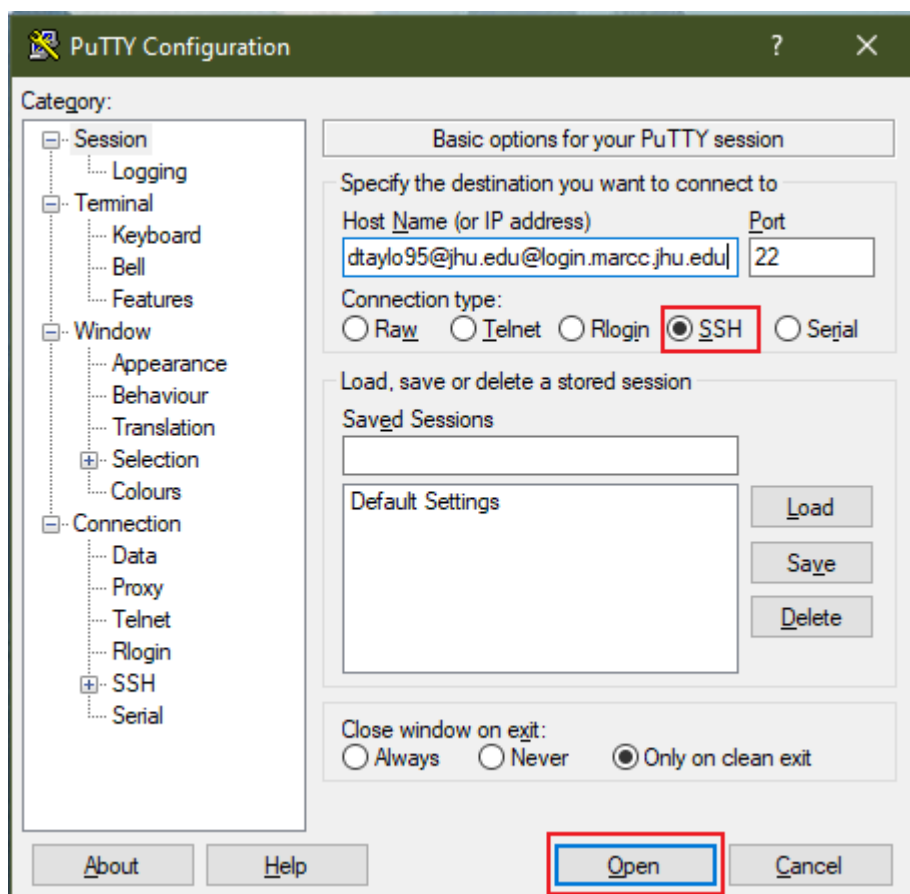 PuTTY Configuration
?
Category:
Session
Logging
Terminal
Keyboard
Bell
Features
Window
Appearance
Behaviour
Translation
Selection
Colours
Connection
Data
Proxy
Telnet
Rlogin
SSH
Serial
Basic options for your PuTTY session
Specify the destination you want to connect to
Host Name (or IP address) Port
dtaylo95@jhu.edu@login.marcc.jhu.edu 22
Connection type:
Raw Telnet Rlogin SSH Serial
Load, save or delete a stored session
Saved Sessions
Default Settings
Load
Save
Delete
Close window on exit:
Always Never Only on clean exit
About Help Open Cancel